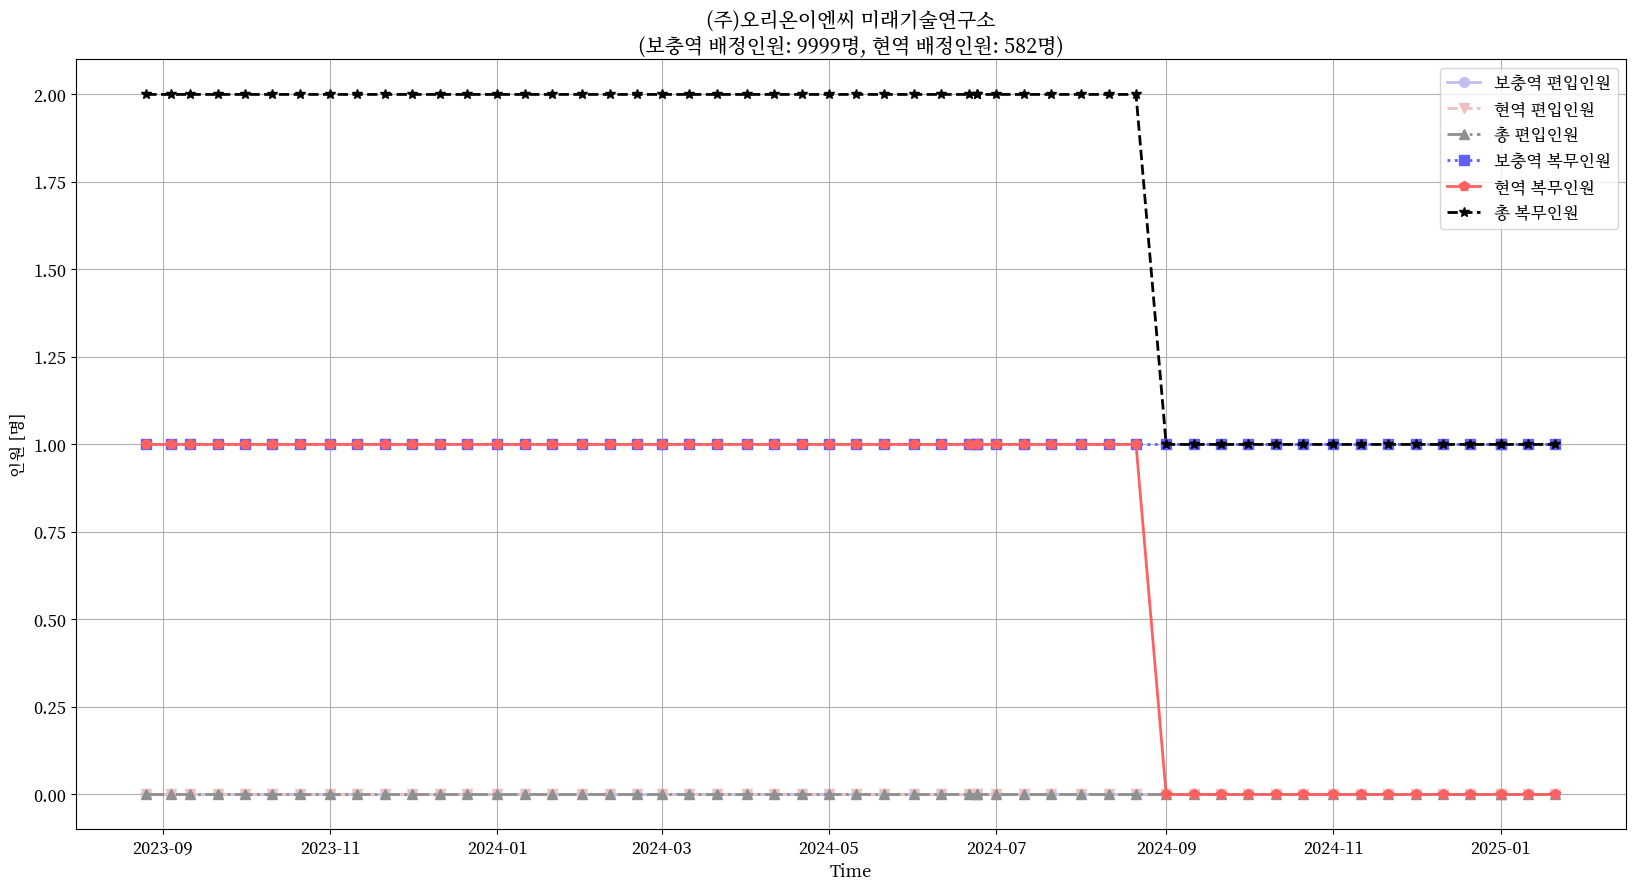 (주)오리온이엔씨 미래기술연구소
(보충역 배정인원: 9999명, 현역 배정인원: 582명)
보충역 편입인원
현역 편입인원
총 편입인원
보충역 복무인원
현역 복무인원
총 복무인원
2.00
1.75
1.50
1.25
1.00
0.75
0.50
0.25
0.00
인원 [명]
2023-09 2023-11 2024-01 2024-03 2024-05 2024-07 2024-09 2024-11 2025-01
Time